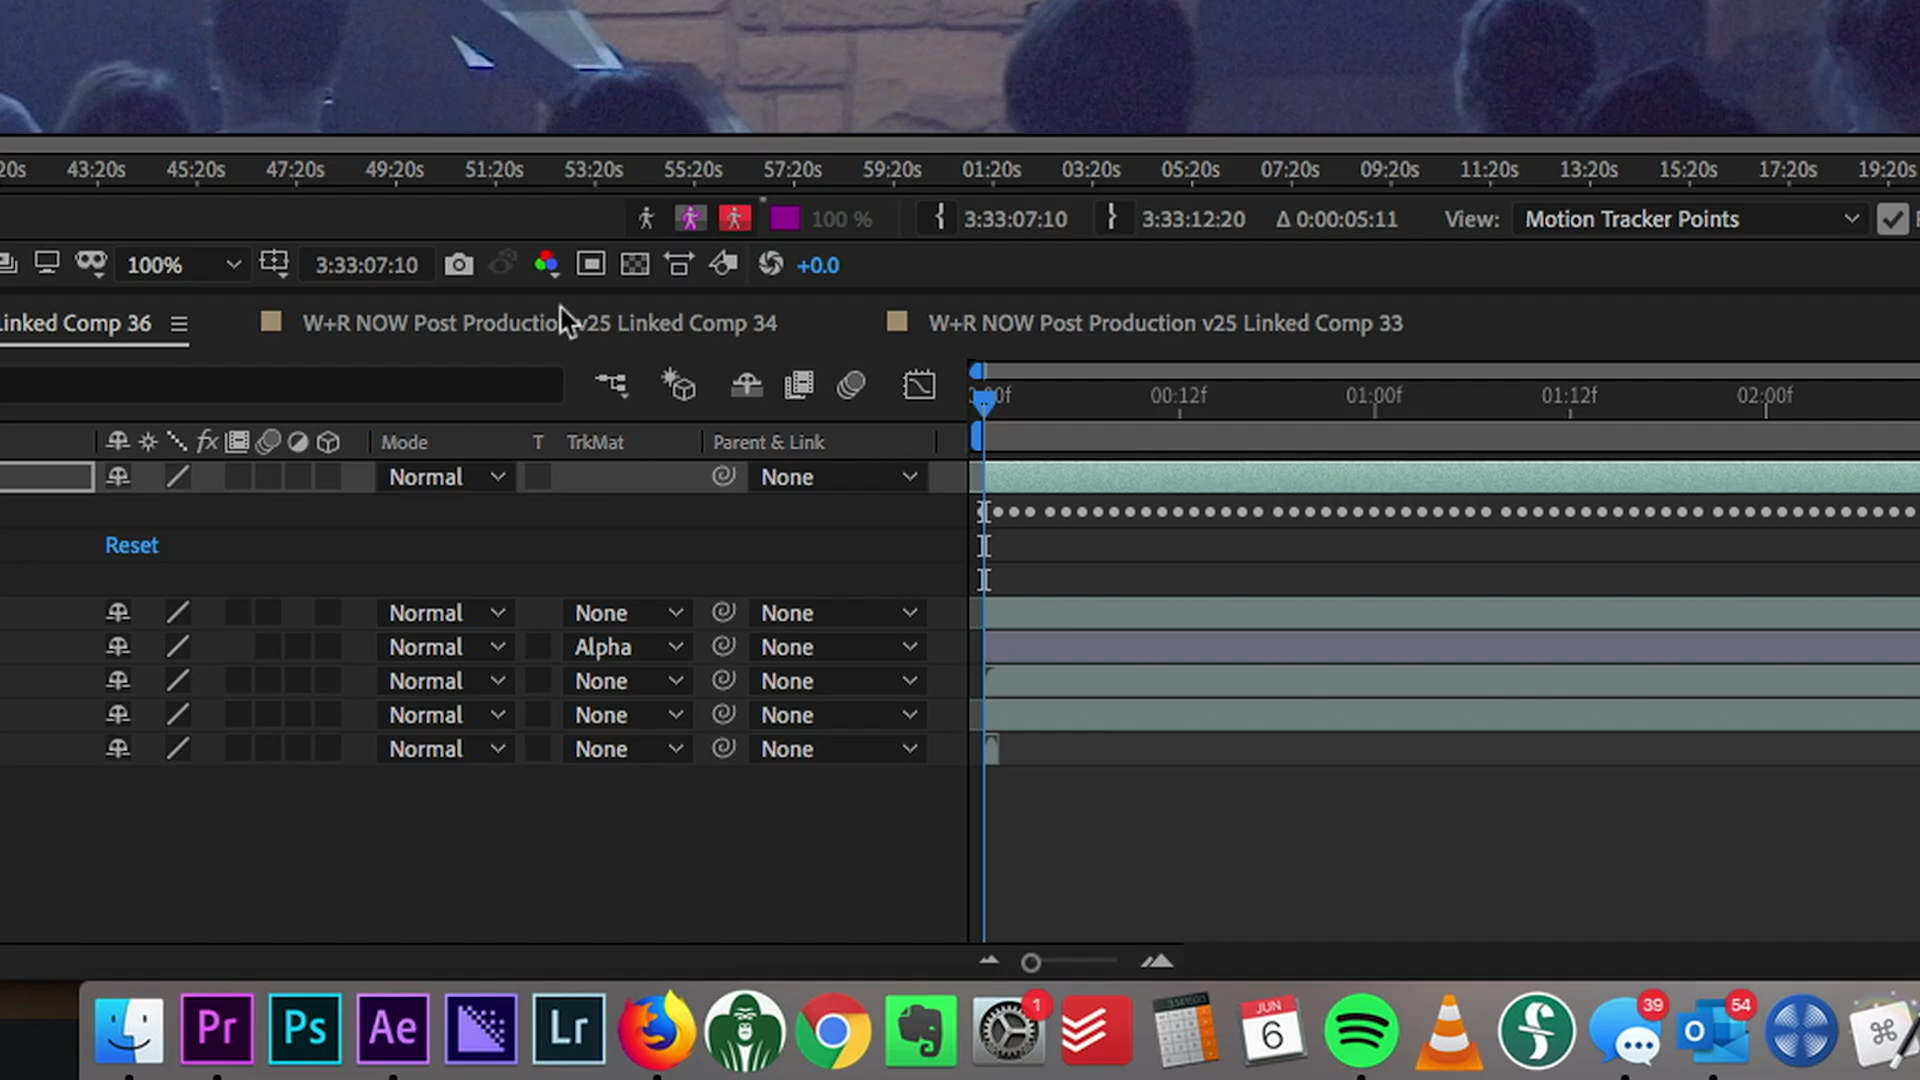 20s 43:20s 45:20s 47:20s 49:20s 51:20s 53:20s 55:20s 57:20s 59:20s 01:20s 03:20s 05:20s 07:20s 09:20s 11:20s 13:20s 15:20s 17:20s 19:20s
100 % { 3:33:07:10 } 3:33:12:20 Δ 0:00:05:11 View: Motion Tracker Points
100% 3:33:07:10 +0.0
Linked Comp 36 W+R NOW Post Production v25 Linked Comp 34 W+R NOW Post Production v25 Linked Comp 33
00f 00:12f 01:00f 01:12f 02:00f
fx Mode T TrkMat Parent & Link
Normal None
Reset
Normal None None
Normal Alpha None
Normal None None
Normal None None
Normal None None
Pr Ps Ae Lr 1 JUN 6 39 54